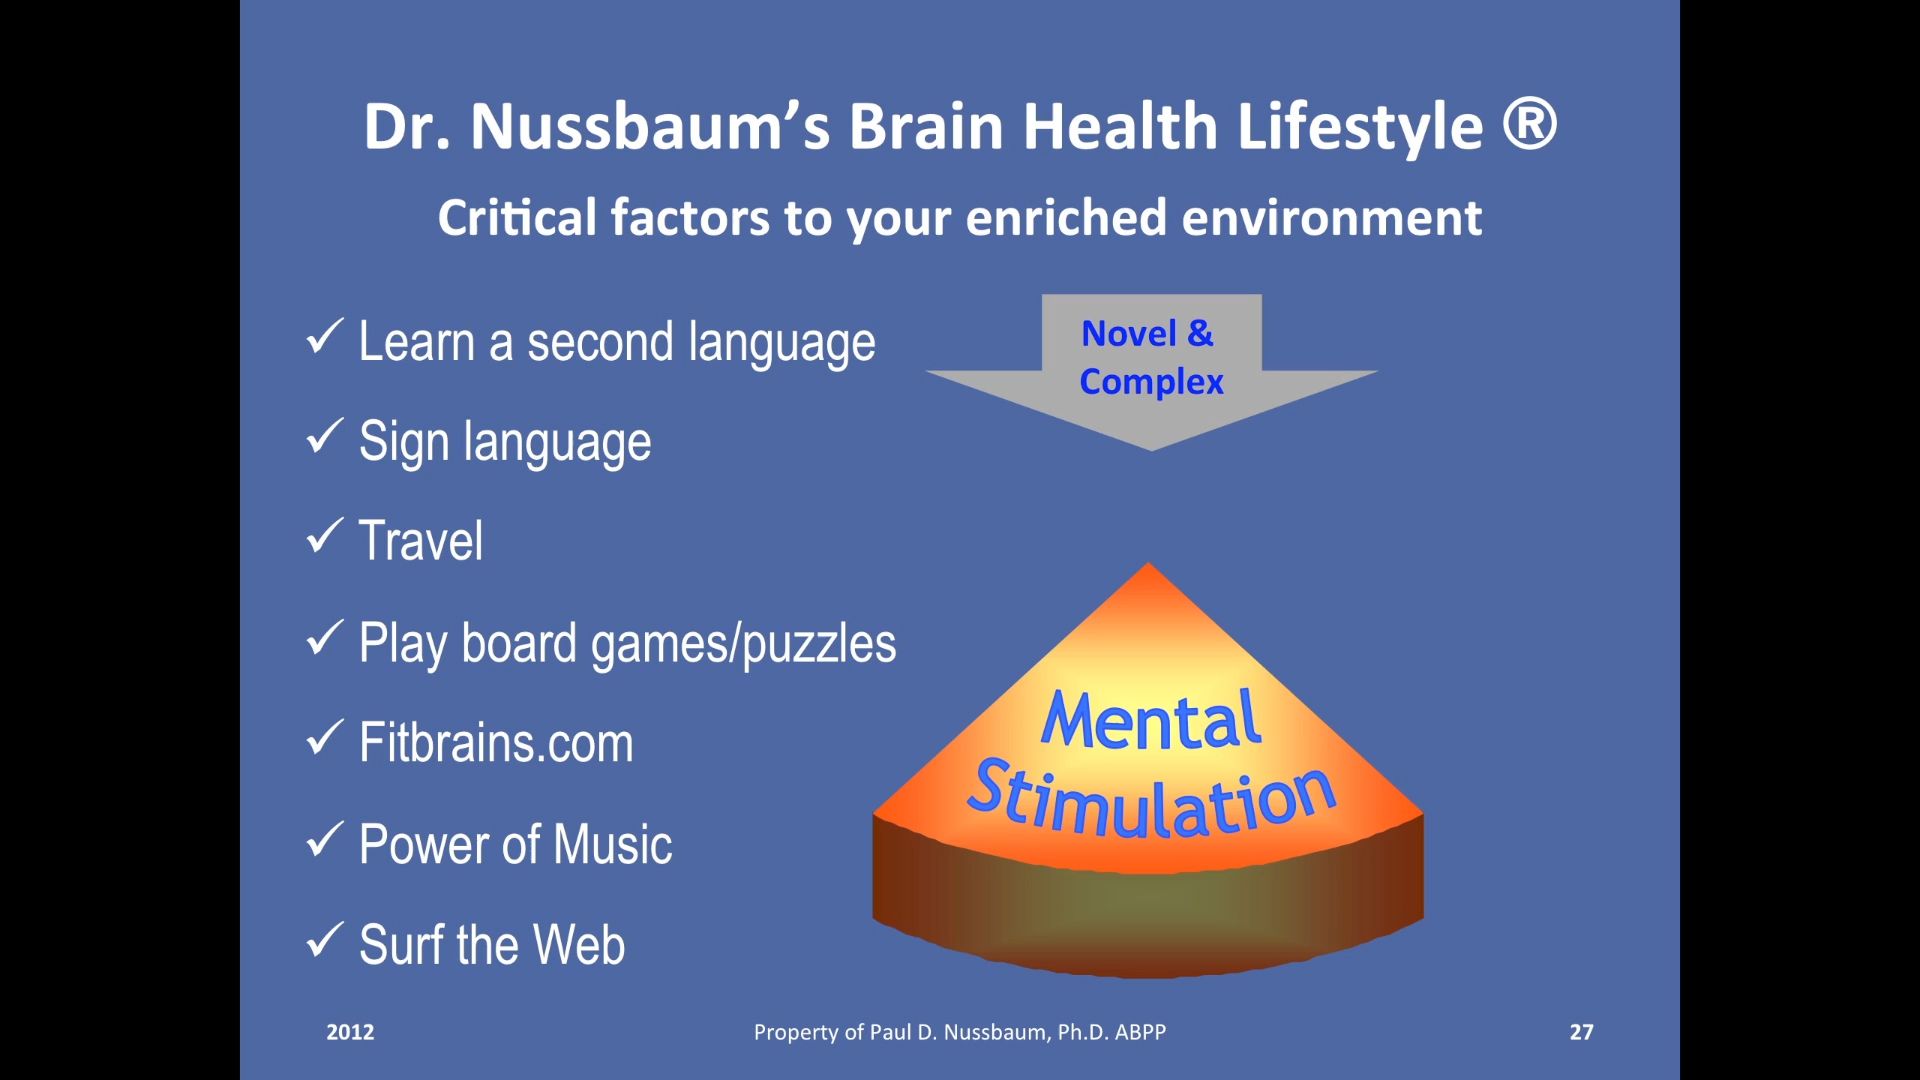 Dr. Nussbaum’s Brain Health Lifestyle ®
Critical factors to your enriched environment
✓ Learn a second language
✓ Sign language
✓ Travel
✓ Play board games/puzzles
✓ Fitbrains.com
✓ Power of Music
✓ Surf the Web
Novel &
Complex
Mental
Stimulation
2012
Property of Paul D. Nussbaum, Ph.D. ABPP
27